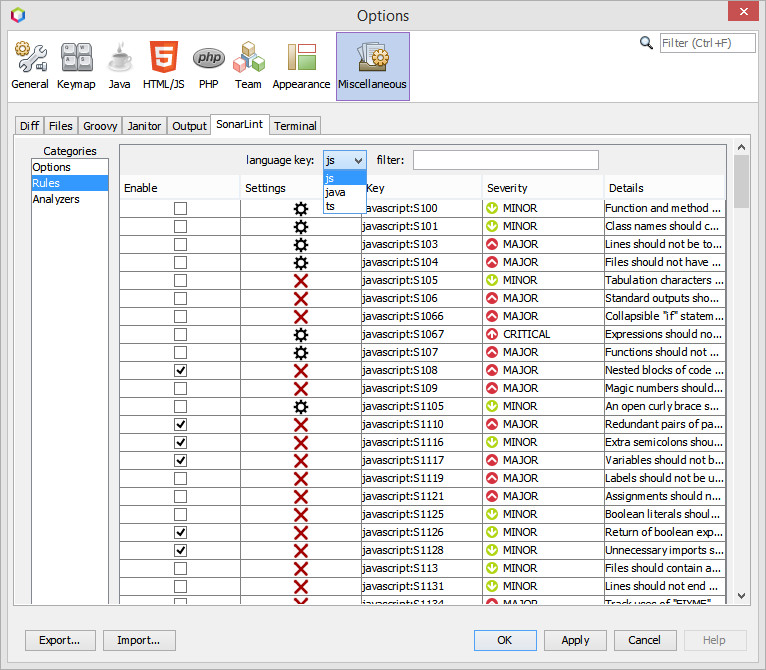 Options
General Keymap Java HTML/JS PHP Team Appearance Miscellaneous Filter (Ctrl+F)
Diff Files Groovy Janitor Output SonarLint Terminal
Categories
Options
Rules
Analyzers
language key: js filter:
js
java
ts
Enable Settings Key Severity Details
javascript:S100 MINOR Function and method ...
javascript:S101 MINOR Class names should c...
javascript:S103 MAJOR Lines should not be to...
javascript:S104 MAJOR Files should not have ...
javascript:S105 MINOR Tabulation characters ...
javascript:S106 MAJOR Standard outputs sho...
javascript:S1066 MAJOR Collapsible "if" statem...
javascript:S1067 CRITICAL Expressions should no...
javascript:S107 MAJOR Functions should not ...
javascript:S108 MAJOR Nested blocks of code ...
javascript:S109 MAJOR Magic numbers should...
javascript:S1105 MINOR An open curly brace s...
javascript:S1110 MAJOR Redundant pairs of pa...
javascript:S1116 MINOR Extra semicolons shou...
javascript:S1117 MAJOR Variables should not b...
javascript:S1119 MAJOR Labels should not be u...
javascript:S1121 MAJOR Assignments should n...
javascript:S1125 MINOR Boolean literals shoul...
javascript:S1126 MINOR Return of boolean exp...
javascript:S1128 MINOR Unnecessary imports s...
javascript:S113 MINOR Files should contain a...
javascript:S1131 MINOR Lines should not end ...
javascript:S1134 MAJOR Track uses of "FIXME" ...
Export... Import... OK Apply Cancel Help